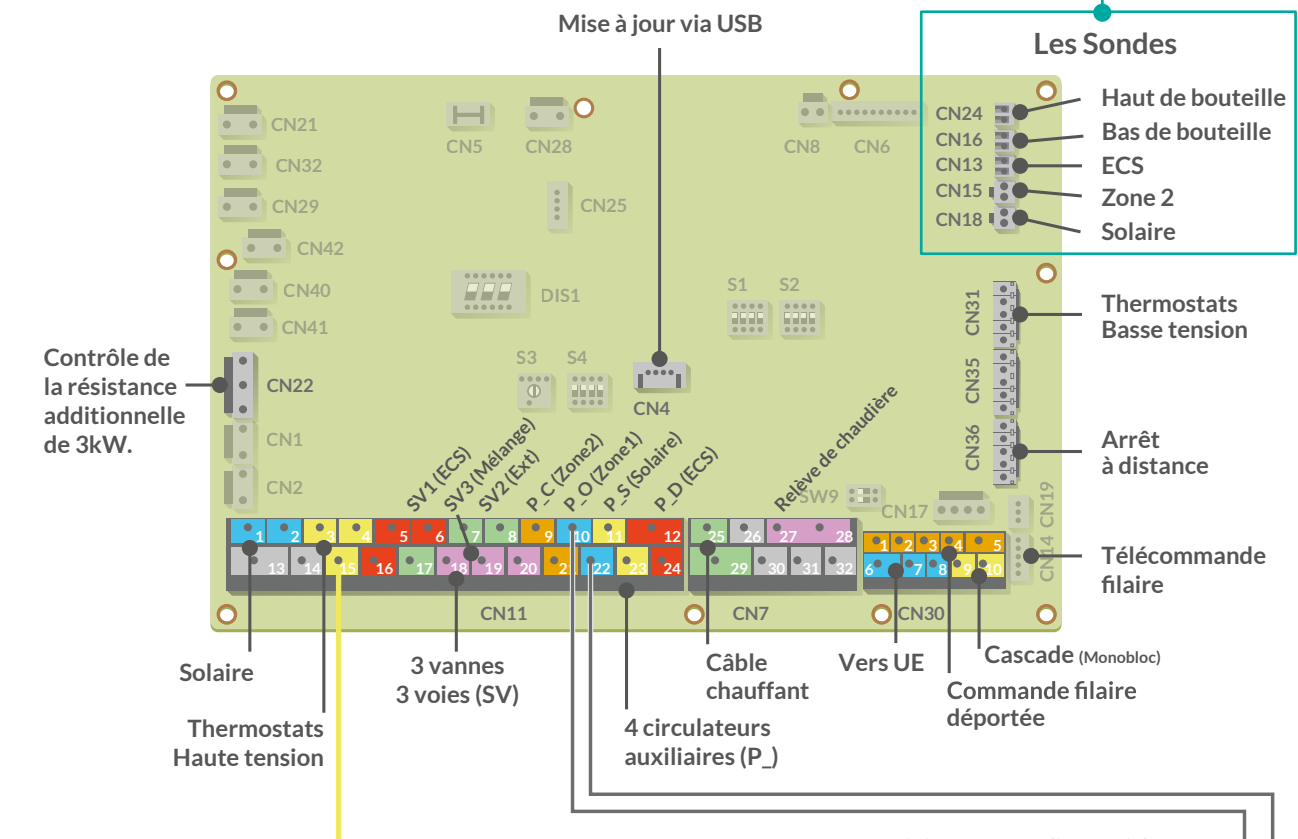 Mise à jour via USB
Les Sondes
CN24
Haut de bouteille
CN16
Bas de bouteille
CN13
ECS
CN15
Zone 2
CN18
Solaire
CN21
CN5
CN28
CN8
CN6
CN32
CN29
CN25
CN42
CN40
DIS1
S1
S2
CN41
CN31
Thermostats
Basse tension
Contrôle de
la résistance
additionnelle
de 3kW.
CN22
S3
S4
CN4
CN35
CN1
CN2
CN36
Arrêt
à distance
SV1 (ECS)
SV3 (Mélange)
SV2 (Ext)
P_C (Zone2)
P_O (Zone1)
P_S (Solaire)
P_D (ECS)
Relève de chaudière
SW9
CN17
CN19
CN14
Télécommande
filaire
1 2 3 4 5 6 7 8 9 10 11 12
13 14 15 16 17 18 19 20 21 22 23 24
25 26 27 28
29 30 31 32
1 2 3 4 5
6 7 8 9 10
CN11
CN7
CN30
Solaire
Thermostats
Haute tension
3 vannes
3 voies (SV)
4 circulateurs
auxiliaires (P_)
Câble
chauffant
Vers UE
Cascade (Monobloc)
Commande filaire
déportée